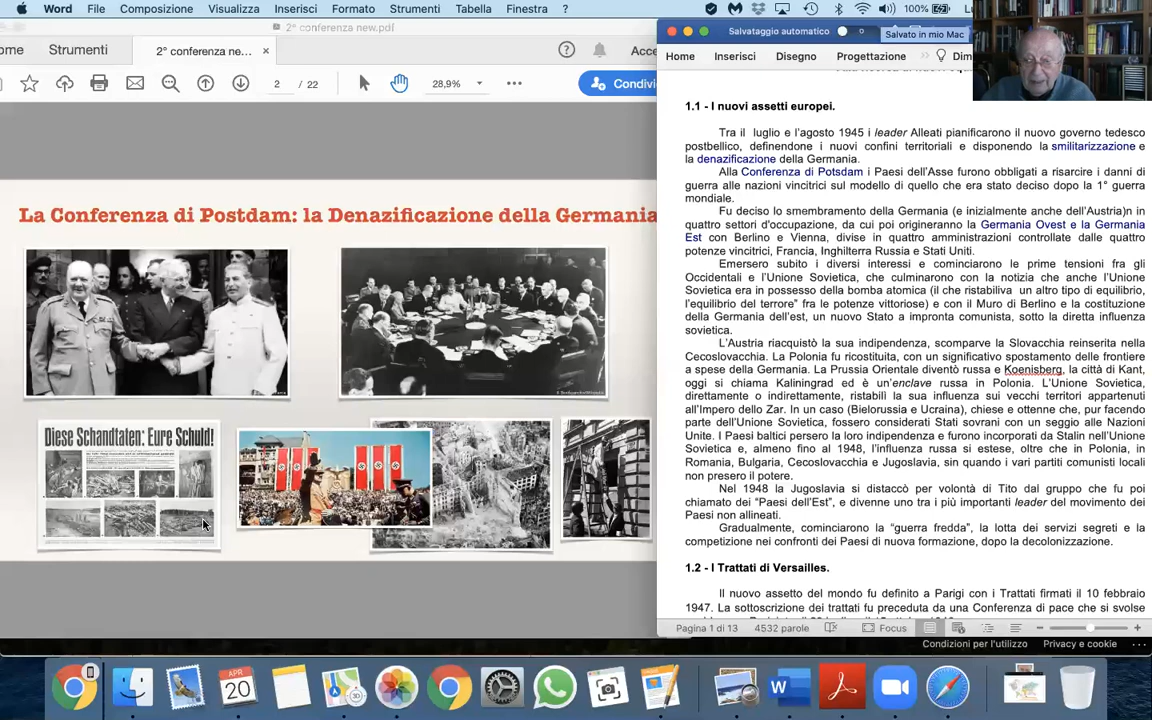 Word File Composizione Visualizza Inserisci Formato Strumenti Tabella Finestra ? 100%
2° conferenza new.pdf
Strumenti
2° conferenza ne... ×
2 / 22
28,9%
Condivi
La Conferenza di Postdam: la Denazificazione della Germania
Diese Schandtaten: Eure Schuld!
Salvataggio automatico
Salvato in mio Mac
Home Inserisci Disegno Progettazione
1.1 - I nuovi assetti europei.
Tra il luglio e l'agosto 1945 i leader Alleati pianificarono il nuovo governo tedesco
postbellico, definendone i nuovi confini territoriali e disponendo la smilitarizzazione e
la denazificazione della Germania.
Alla Conferenza di Potsdam i Paesi dell'Asse furono obbligati a risarcire i danni di
guerra alle nazioni vincitrici sul modello di quello che era stato deciso dopo la 1° guerra
mondiale.
Fu deciso lo smembramento della Germania (e inizialmente anche dell'Austria)n in
quattro settori d'occupazione, da cui poi origineranno la Germania Ovest e la Germania
Est con Berlino e Vienna, divise in quattro amministrazioni controllate dalle quattro
potenze vincitrici, Francia, Inghilterra Russia e Stati Uniti.
Emersero subito i diversi interessi e cominciarono le prime tensioni fra gli
Occidentali e l'Unione Sovietica, che culminarono con la notizia che anche l'Unione
Sovietica era in possesso della bomba atomica (il che ristabiliva un altro tipo di equilibrio,
l'equilibrio del terrore" fra le potenze vittoriose) e con il Muro di Berlino e la costituzione
della Germania dell'est, un nuovo Stato a impronta comunista, sotto la diretta influenza
sovietica.
L'Austria riacquistò la sua indipendenza, scomparve la Slovacchia reinserita nella
Cecoslovacchia. La Polonia fu ricostituita, con un significativo spostamento delle frontiere
a spese della Germania. La Prussia Orientale diventò russa e Koenisberg, la città di Kant,
oggi si chiama Kaliningrad ed è un'enclave russa in Polonia. L'Unione Sovietica,
direttamente o indirettamente, ristabilì la sua influenza sui vecchi territori appartenuti
all'Impero dello Zar. In un caso (Bielorussia e Ucraina), chiese e ottenne che, pur facendo
parte dell'Unione Sovietica, fossero considerati Stati sovrani con un seggio alle Nazioni
Unite. I Paesi baltici persero la loro indipendenza e furono incorporati da Stalin nell'Unione
Sovietica e, almeno fino al 1948, l'influenza russa si estese, oltre che in Polonia, in
Romania, Bulgaria, Cecoslovacchia e Jugoslavia, sin quando i vari partiti comunisti locali
non presero il potere.
Nel 1948 la Jugoslavia si distaccò per volontà di Tito dal gruppo che fu poi
chiamato dei "Paesi dell'Est", e divenne uno tra i più importanti leader del movimento dei
Paesi non allineati.
Gradualmente, cominciarono la "guerra fredda", la lotta dei servizi segreti e la
competizione nei confronti dei Paesi di nuova formazione, dopo la decolonizzazione.
1.2 - I Trattati di Versailles.
Il nuovo assetto del mondo fu definito a Parigi con i Trattati firmati il 10 febbraio
1947. La sottoscrizione dei trattati fu preceduta da una Conferenza di pace che si svolse
Pagina 1 di 13 4532 parole Focus
Condizioni per l'utilizzo Privacy e cookie
APR
20